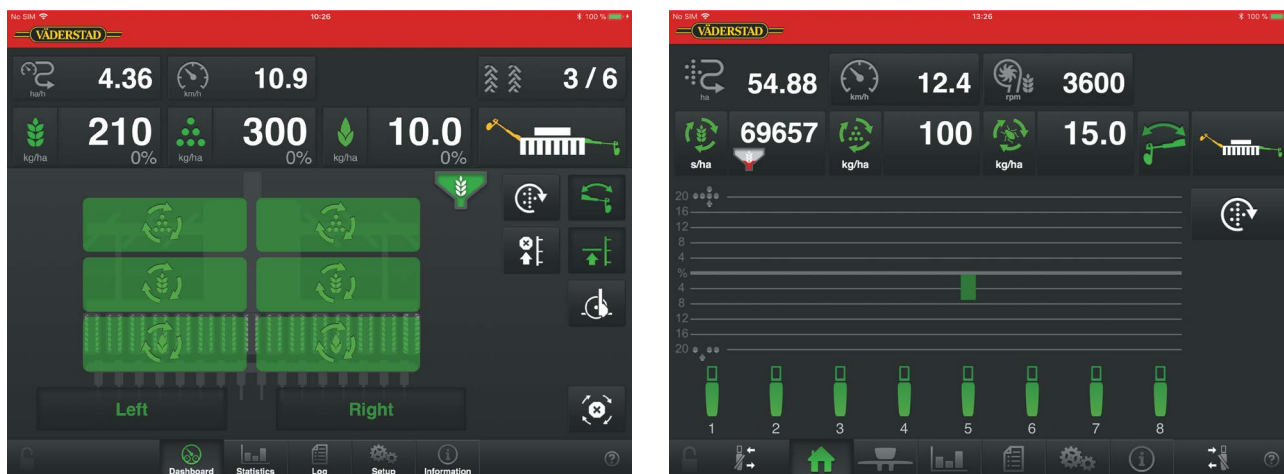 No SIM 10:26 100 %
VÄDERSTAD
ha/h 4.36 km/h 10.9 3 / 6
kg/ha 210 0% kg/ha 300 0% kg/ha 10.0 0%
Left Right
Dashboard Statistics Log Setup Information ?
No SIM 13:26 100 %
VÄDERSTAD
ha 54.88 km/h 12.4 rpm 3600
s/ha 69657 kg/ha 100 kg/ha 15.0
20
16
12
8
4
%
4
8
12
16
20
1 2 3 4 5 6 7 8
?